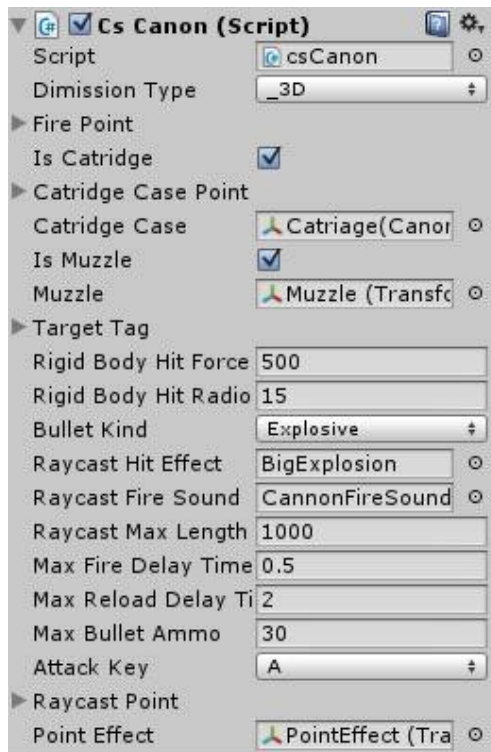 Cs Canon (Script)
Script csCanon
Dimission Type _3D
Fire Point
Is Catridge
Catridge Case Point
Catridge Case Catriage(Canor
Is Muzzle
Muzzle Muzzle (Transfo
Target Tag
Rigid Body Hit Force 500
Rigid Body Hit Radio 15
Bullet Kind Explosive
Raycast Hit Effect BigExplosion
Raycast Fire Sound CannonFireSound
Raycast Max Length 1000
Max Fire Delay Time 0.5
Max Reload Delay Ti 2
Max Bullet Ammo 30
Attack Key A
Raycast Point
Point Effect PointEffect (Tra